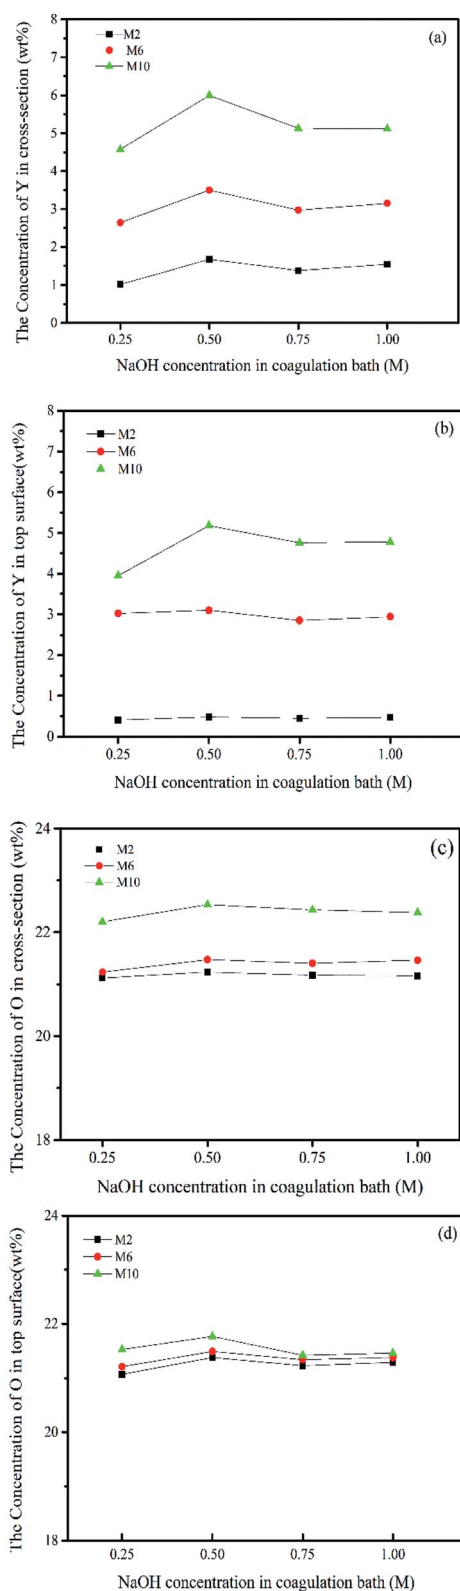 The Concentration of Y in cross-section (wt%)
(a)
M2
M6
M10
8
7
6
5
4
3
2
1
0
0.25 0.50 0.75 1.00
NaOH concentration in coagulation bath (M)
The Concentration of Y in top surface(wt%)
(b)
M2
M6
M10
8
7
6
5
4
3
2
1
0
0.25 0.50 0.75 1.00
NaOH concentration in coagulation bath (M)
The Concentration of O in cross-section (wt%)
(c)
M2
M6
M10
24
22
20
18
0.25 0.50 0.75 1.00
NaOH concentration in coagulation bath (M)
The Concentration of O in top surface(wt%)
(d)
M2
M6
M10
24
22
20
18
0.25 0.50 0.75 1.00
NaOH concentration in coagulation bath (M)